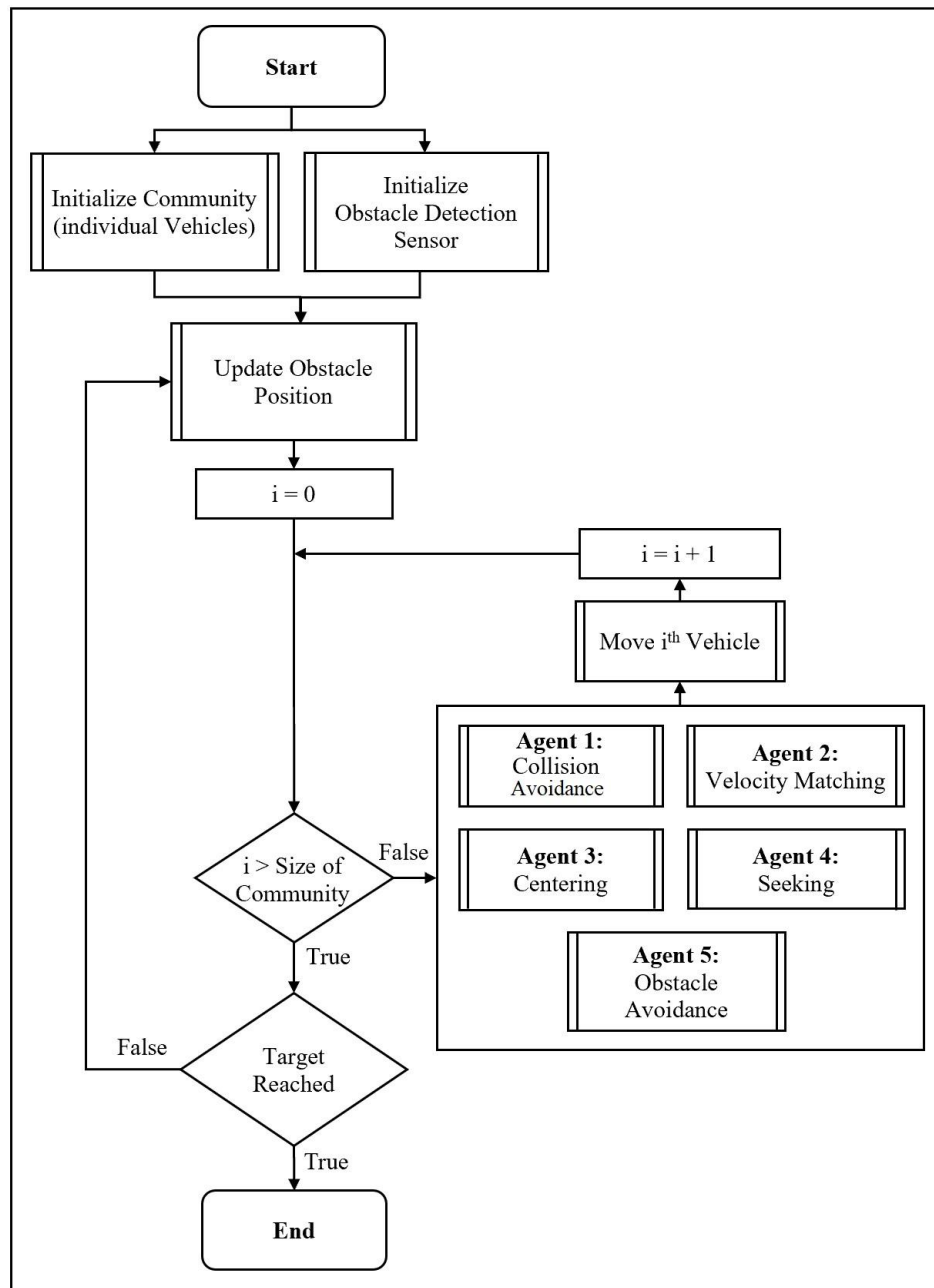 Start
Initialize Community
(individual Vehicles)
Initialize
Obstacle Detection
Sensor
Update Obstacle
Position
i = 0
i = i + 1
Move iᵗʰ Vehicle
Agent 1:
Collision
Avoidance
Agent 2:
Velocity Matching
Agent 3:
Centering
Agent 4:
Seeking
Agent 5:
Obstacle
Avoidance
i > Size of
Community
False
True
Target
Reached
False
True
End